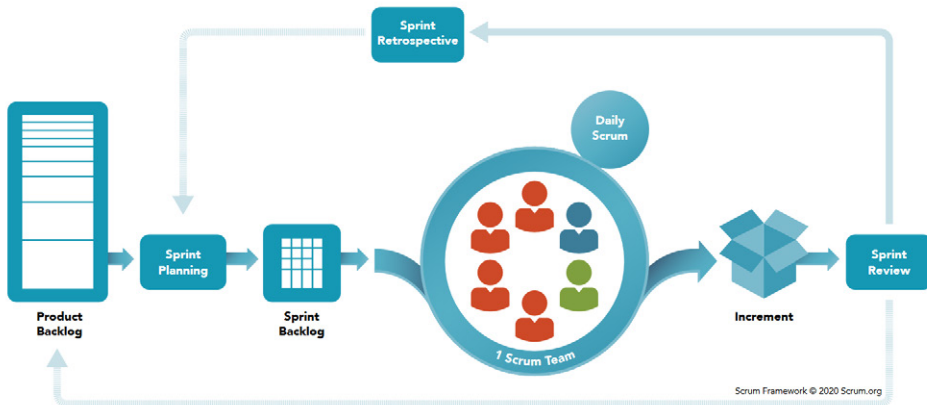 Sprint
Retrospective
Daily
Scrum
Sprint
Planning
Sprint
Review
Product
Backlog
Sprint
Backlog
Increment
1 Scrum Team
Scrum Framework © 2020 Scrum.org